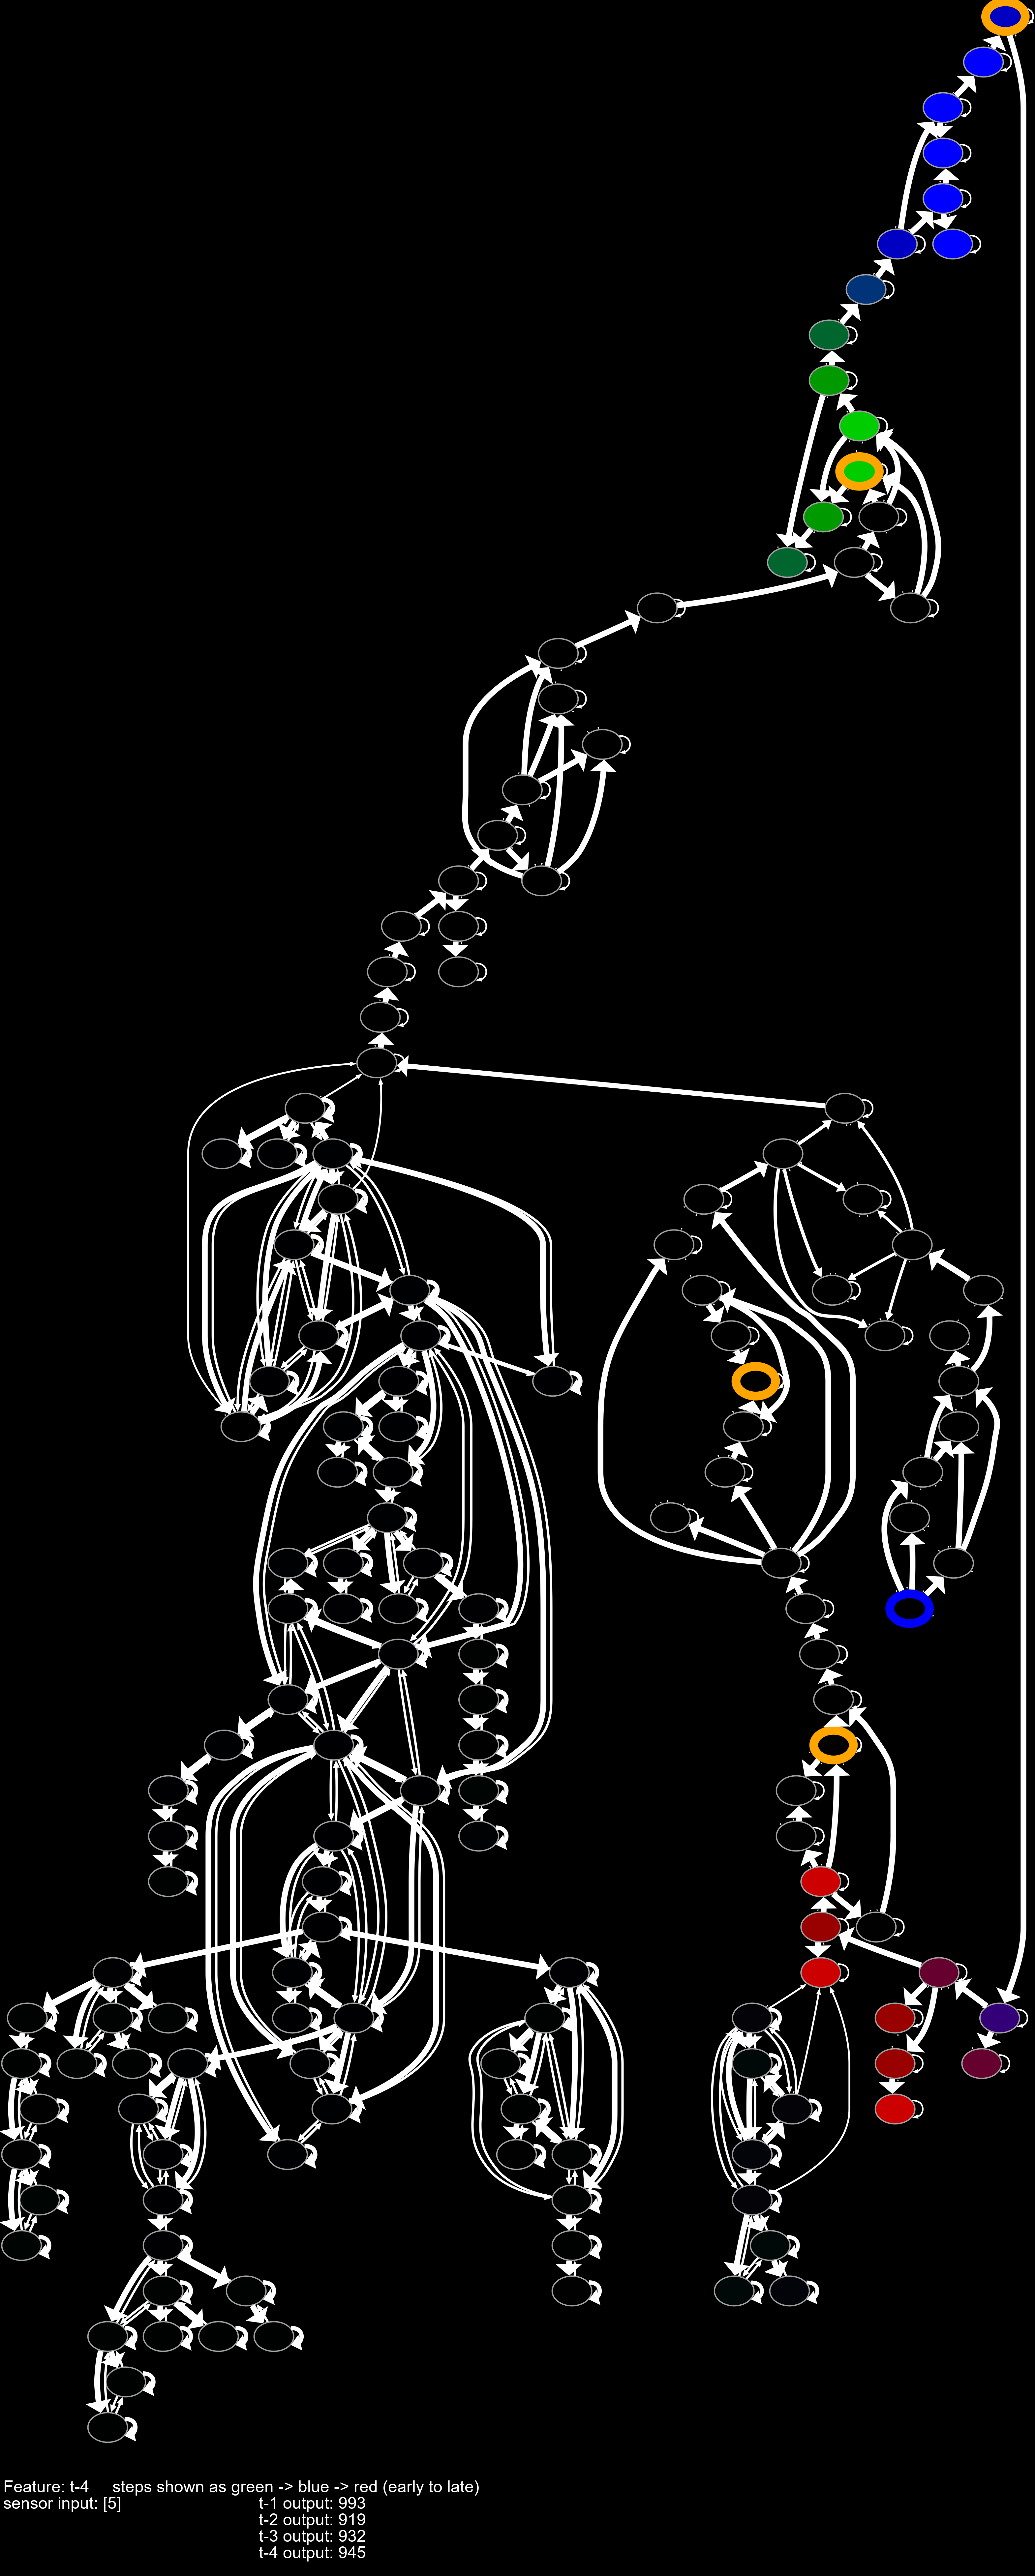 Feature: t-4 steps shown as green -> blue -> red (early to late)
sensor input: [5] t-1 output: 993
t-2 output: 919
t-3 output: 932
t-4 output: 945